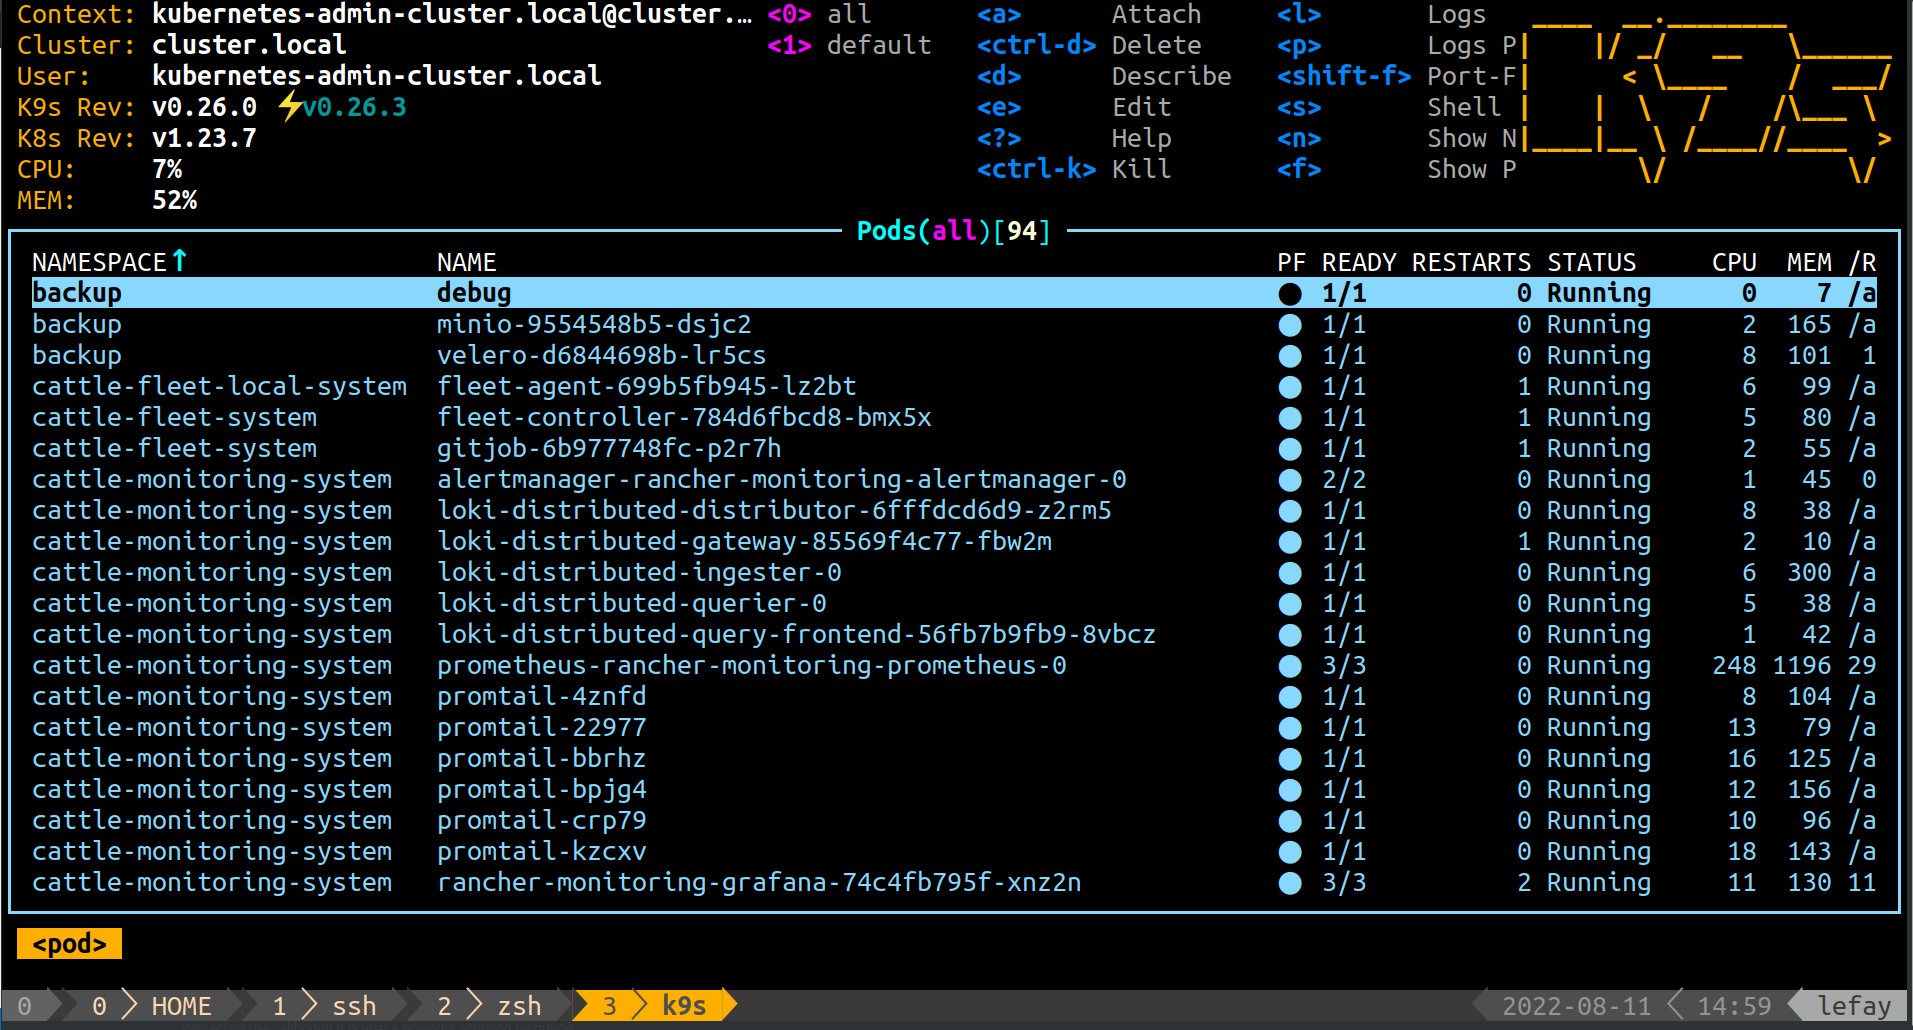 Context: kubernetes-admin-cluster.local@cluster.… <0> all <a> Attach <l> Logs
Cluster: cluster.local <1> default <ctrl-d> Delete <p> Logs P
User: kubernetes-admin-cluster.local <d> Describe <shift-f> Port-F
K9s Rev: v0.26.0 ⚡v0.26.3 <e> Edit <s> Shell
K8s Rev: v1.23.7 <?> Help <n> Show N
CPU: 7% <ctrl-k> Kill <f> Show P
MEM: 52%
Pods(all)[94]
NAMESPACE↑ NAME PF READY RESTARTS STATUS CPU MEM /R
backup debug ● 1/1 0 Running 0 7 /a
backup minio-9554548b5-dsjc2 ● 1/1 0 Running 2 165 /a
backup velero-d6844698b-lr5cs ● 1/1 0 Running 8 101 1
cattle-fleet-local-system fleet-agent-699b5fb945-lz2bt ● 1/1 1 Running 6 99 /a
cattle-fleet-system fleet-controller-784d6fbcd8-bmx5x ● 1/1 1 Running 5 80 /a
cattle-fleet-system gitjob-6b977748fc-p2r7h ● 1/1 1 Running 2 55 /a
cattle-monitoring-system alertmanager-rancher-monitoring-alertmanager-0 ● 2/2 0 Running 1 45 0
cattle-monitoring-system loki-distributed-distributor-6fffdcd6d9-z2rm5 ● 1/1 0 Running 8 38 /a
cattle-monitoring-system loki-distributed-gateway-85569f4c77-fbw2m ● 1/1 1 Running 2 10 /a
cattle-monitoring-system loki-distributed-ingester-0 ● 1/1 0 Running 6 300 /a
cattle-monitoring-system loki-distributed-querier-0 ● 1/1 0 Running 5 38 /a
cattle-monitoring-system loki-distributed-query-frontend-56fb7b9fb9-8vbcz ● 1/1 0 Running 1 42 /a
cattle-monitoring-system prometheus-rancher-monitoring-prometheus-0 ● 3/3 0 Running 248 1196 29
cattle-monitoring-system promtail-4znfd ● 1/1 0 Running 8 104 /a
cattle-monitoring-system promtail-22977 ● 1/1 0 Running 13 79 /a
cattle-monitoring-system promtail-bbrhz ● 1/1 0 Running 16 125 /a
cattle-monitoring-system promtail-bpjg4 ● 1/1 0 Running 12 156 /a
cattle-monitoring-system promtail-crp79 ● 1/1 0 Running 10 96 /a
cattle-monitoring-system promtail-kzcxv ● 1/1 0 Running 18 143 /a
cattle-monitoring-system rancher-monitoring-grafana-74c4fb795f-xnz2n ● 3/3 2 Running 11 130 11
<pod>
0 0 HOME 1 ssh 2 zsh 3 k9s 2022-08-11 14:59 lefay